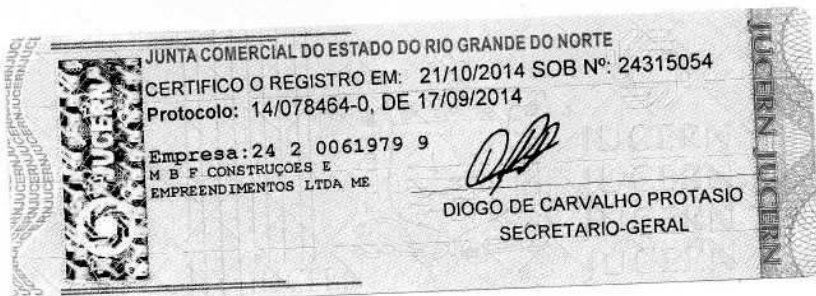 JUNTA COMERCIAL DO ESTADO DO RIO GRANDE DO NORTE
CERTIFICO O REGISTRO EM: 21/10/2014 SOB Nº: 24315054
Protocolo: 14/078464-0, DE 17/09/2014
Empresa:24 2 0061979 9
M B F CONSTRUÇOES E
EMPREENDIMENTOS LTDA ME
DIOGO DE CARVALHO PROTASIO
SECRETARIO-GERAL
JUCERN
JUCERN JUCERN